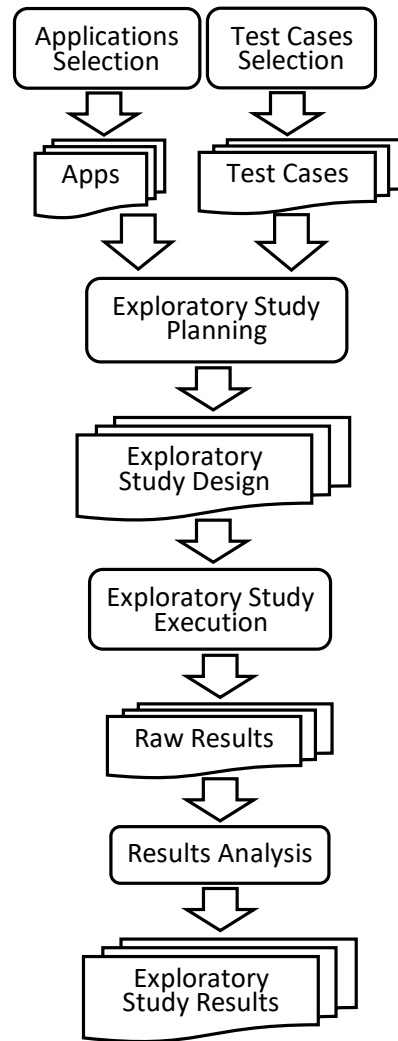 Applications
Selection
Test Cases
Selection
Apps
Test Cases
Exploratory Study
Planning
Exploratory
Study Design
Exploratory Study
Execution
Raw Results
Results Analysis
Exploratory
Study Results